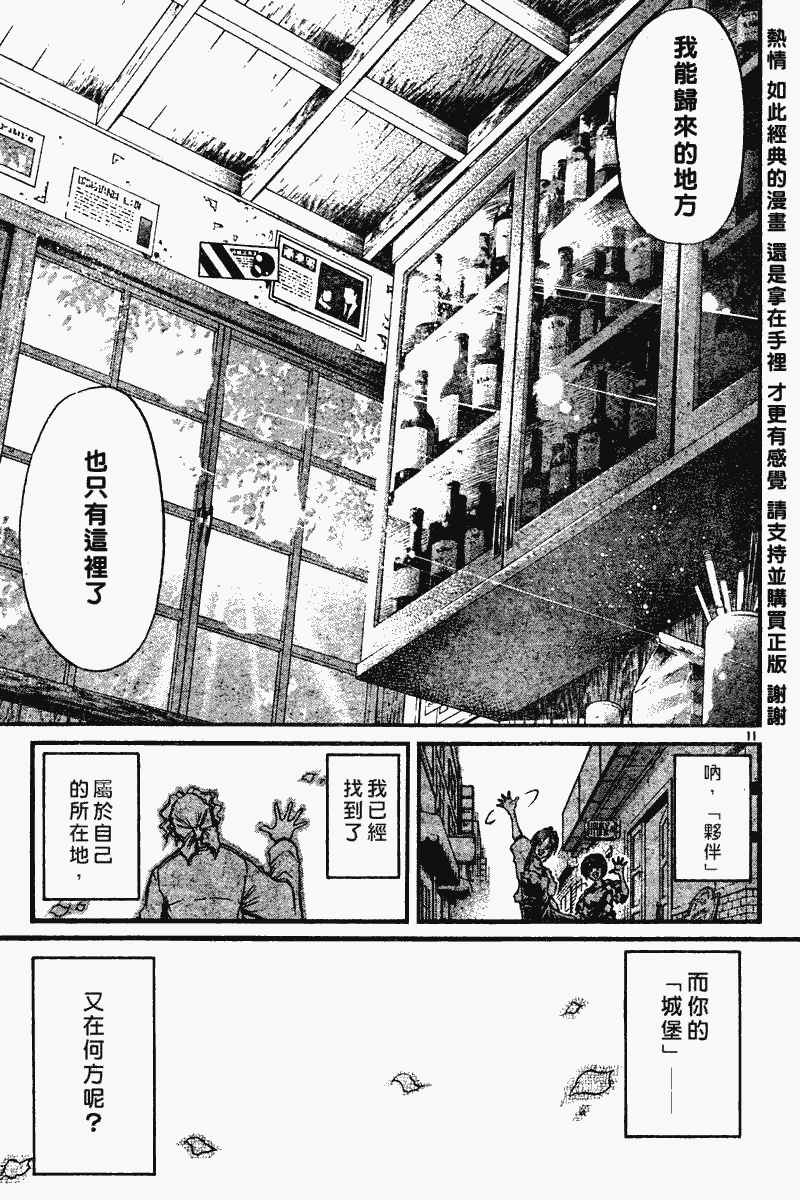 熱情 如此經典的漫畫 還是拿在手裡 才更有感覺 請支持並購買正版 謝謝
我能歸來的地方
也只有這裡了
11
吶，「夥伴」
我已經
找到了
屬於自己
的所在地，
而你的
「城堡」——
又在何方呢？